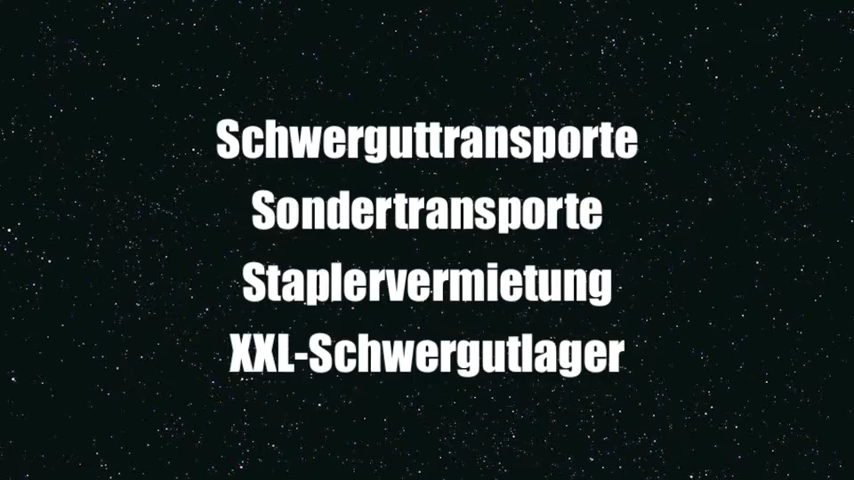 Schwerguttransporte
Sondertransporte
Staplervermietung
XXL-Schwergutlager